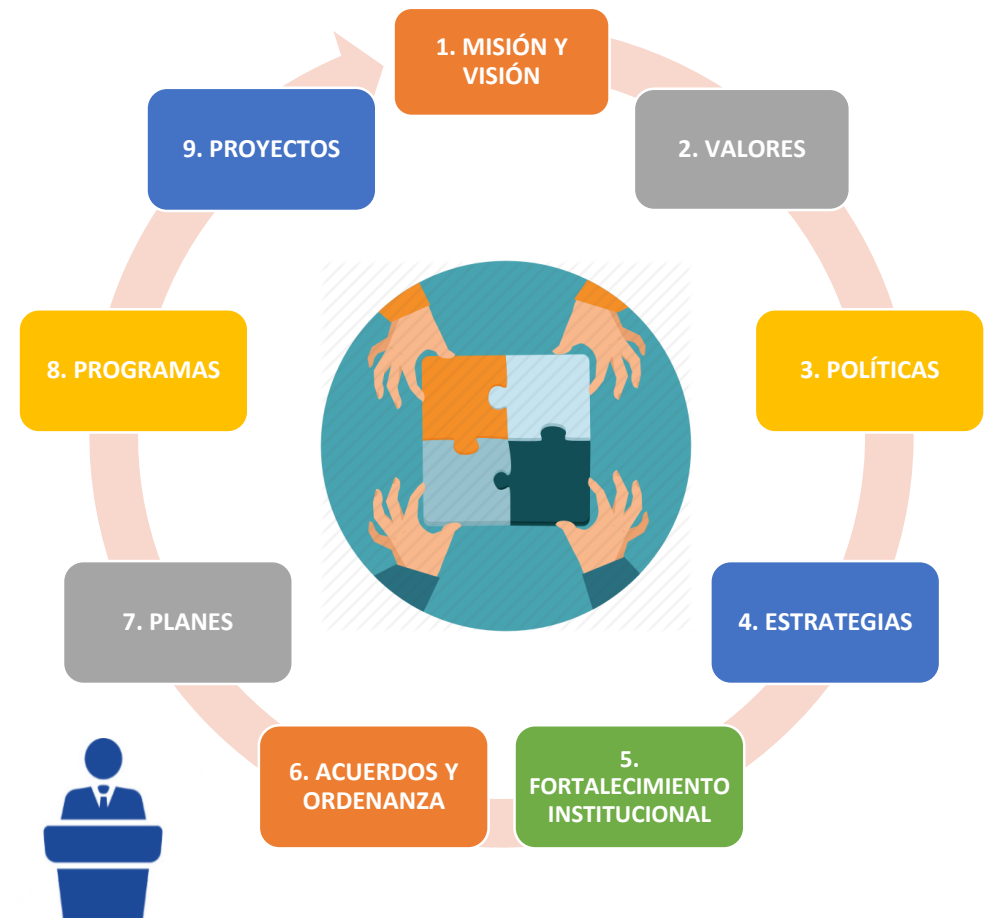 1. MISIÓN Y
VISIÓN
2. VALORES
3. POLÍTICAS
4. ESTRATEGIAS
5.
FORTALECIMIENTO
INSTITUCIONAL
6. ACUERDOS Y
ORDENANZA
7. PLANES
8. PROGRAMAS
9. PROYECTOS